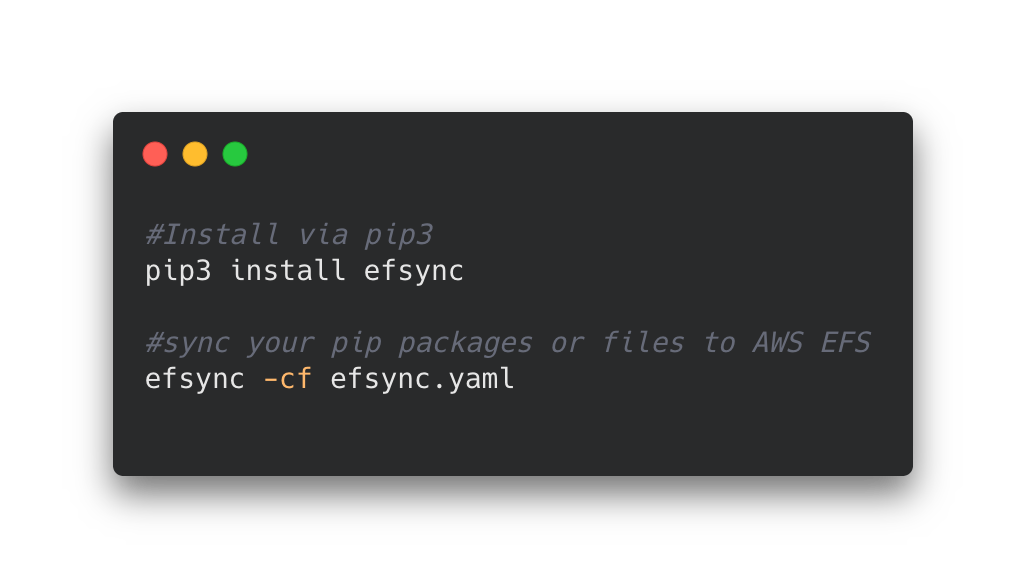 #Install via pip3
pip3 install efsync
#sync your pip packages or files to AWS EFS
efsync -cf efsync.yaml